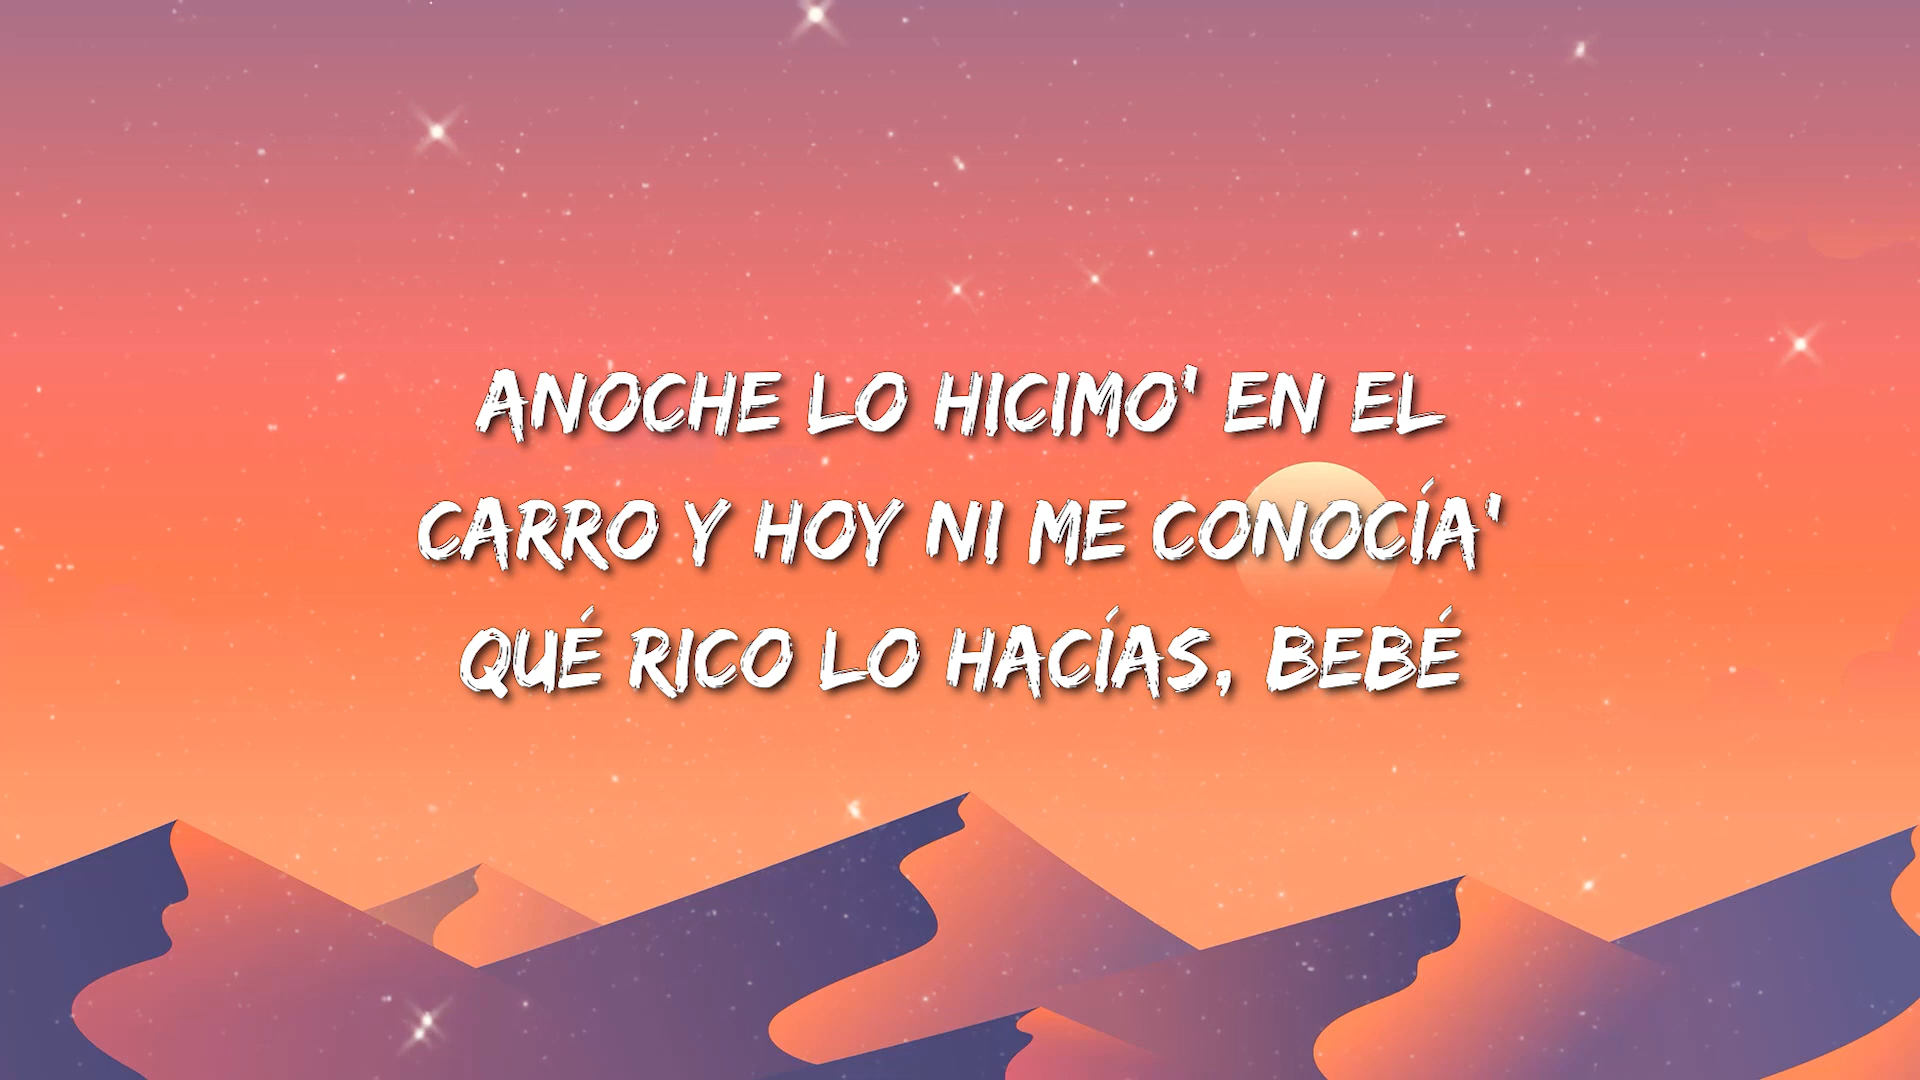 ANOCHE LO HICIMO' EN EL
CARRO Y HOY NI ME CONOCÍA'
QUÉ RICO LO HACÍAS, BEBÉ